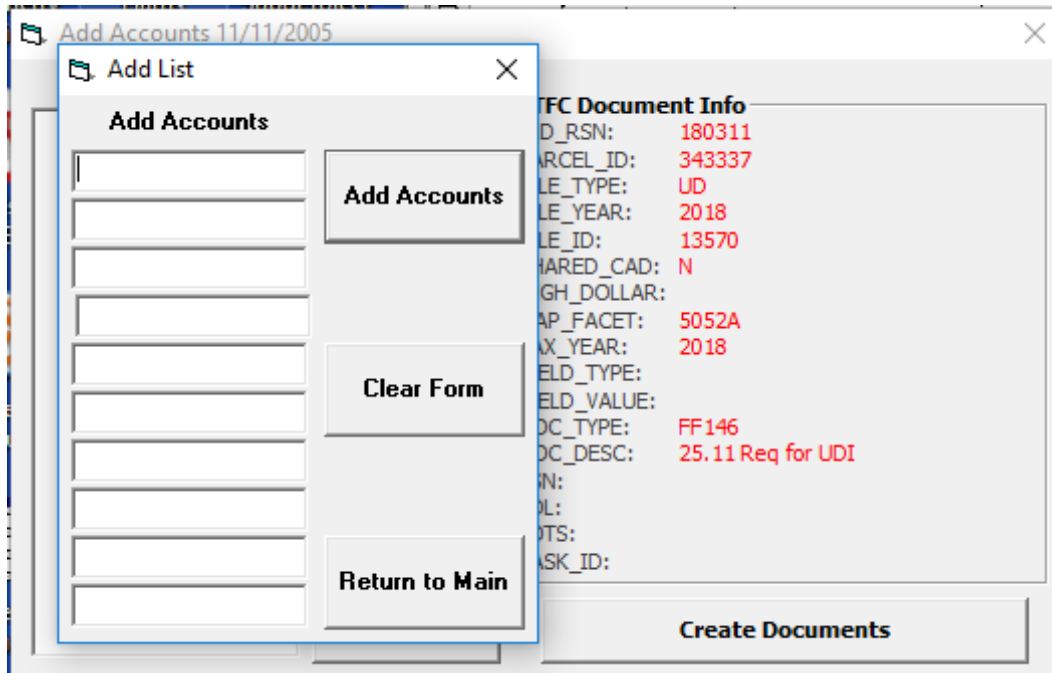 Add Accounts 11/11/2005
Add List
Add Accounts
Add Accounts
Clear Form
Return to Main
TFC Document Info
D_RSN: 180311
ARCEL_ID: 343337
LE_TYPE: UD
LE_YEAR: 2018
LE_ID: 13570
HARED_CAD: N
GH_DOLLAR:
AP_FACET: 5052A
AX_YEAR: 2018
ELD_TYPE:
ELD_VALUE:
OC_TYPE: FF146
OC_DESC: 25.11 Req for UDI
SN:
OL:
OTS:
ASK_ID:
Create Documents